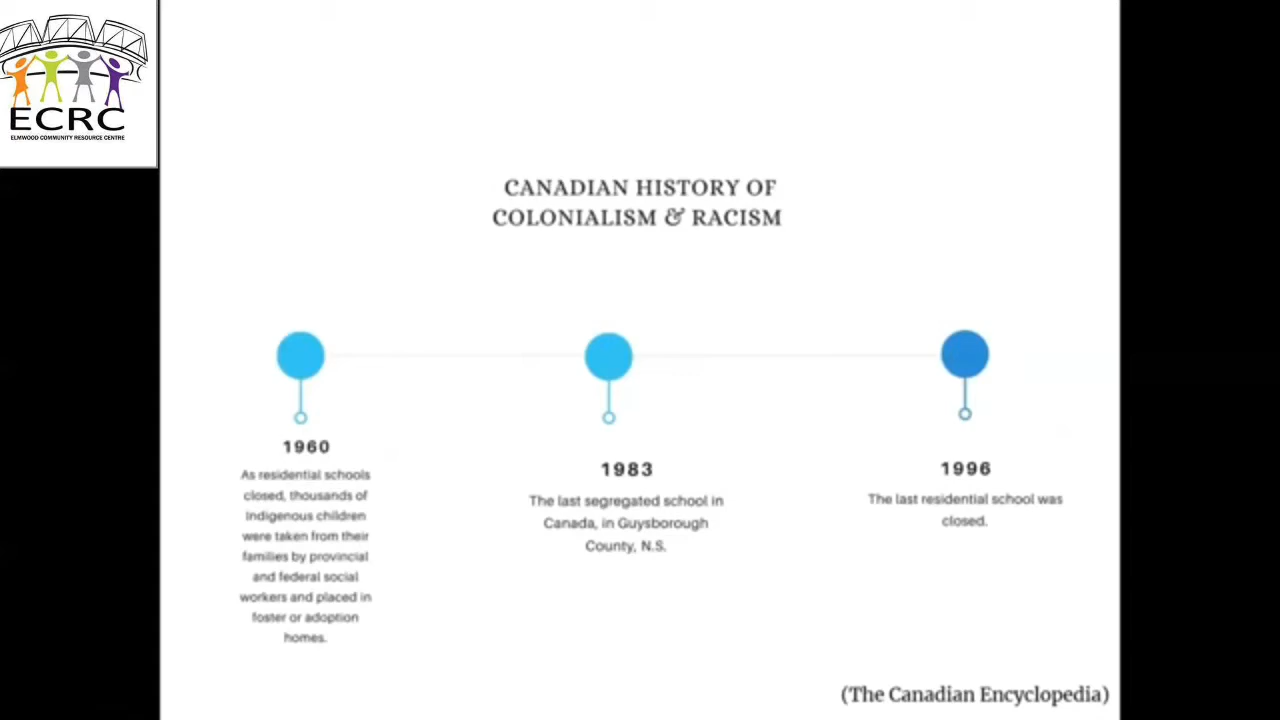 ECRC
ELMWOOD COMMUNITY RESOURCE CENTRE
CANADIAN HISTORY OF
COLONIALISM & RACISM
1960
As residential schools
closed, thousands of
Indigenous children
were taken from their
families by provincial
and federal social
workers and placed in
foster or adoption
homes.
1983
The last segregated school in
Canada, in Guysborough
County, N.S.
1996
The last residential school was
closed.
(The Canadian Encyclopedia)